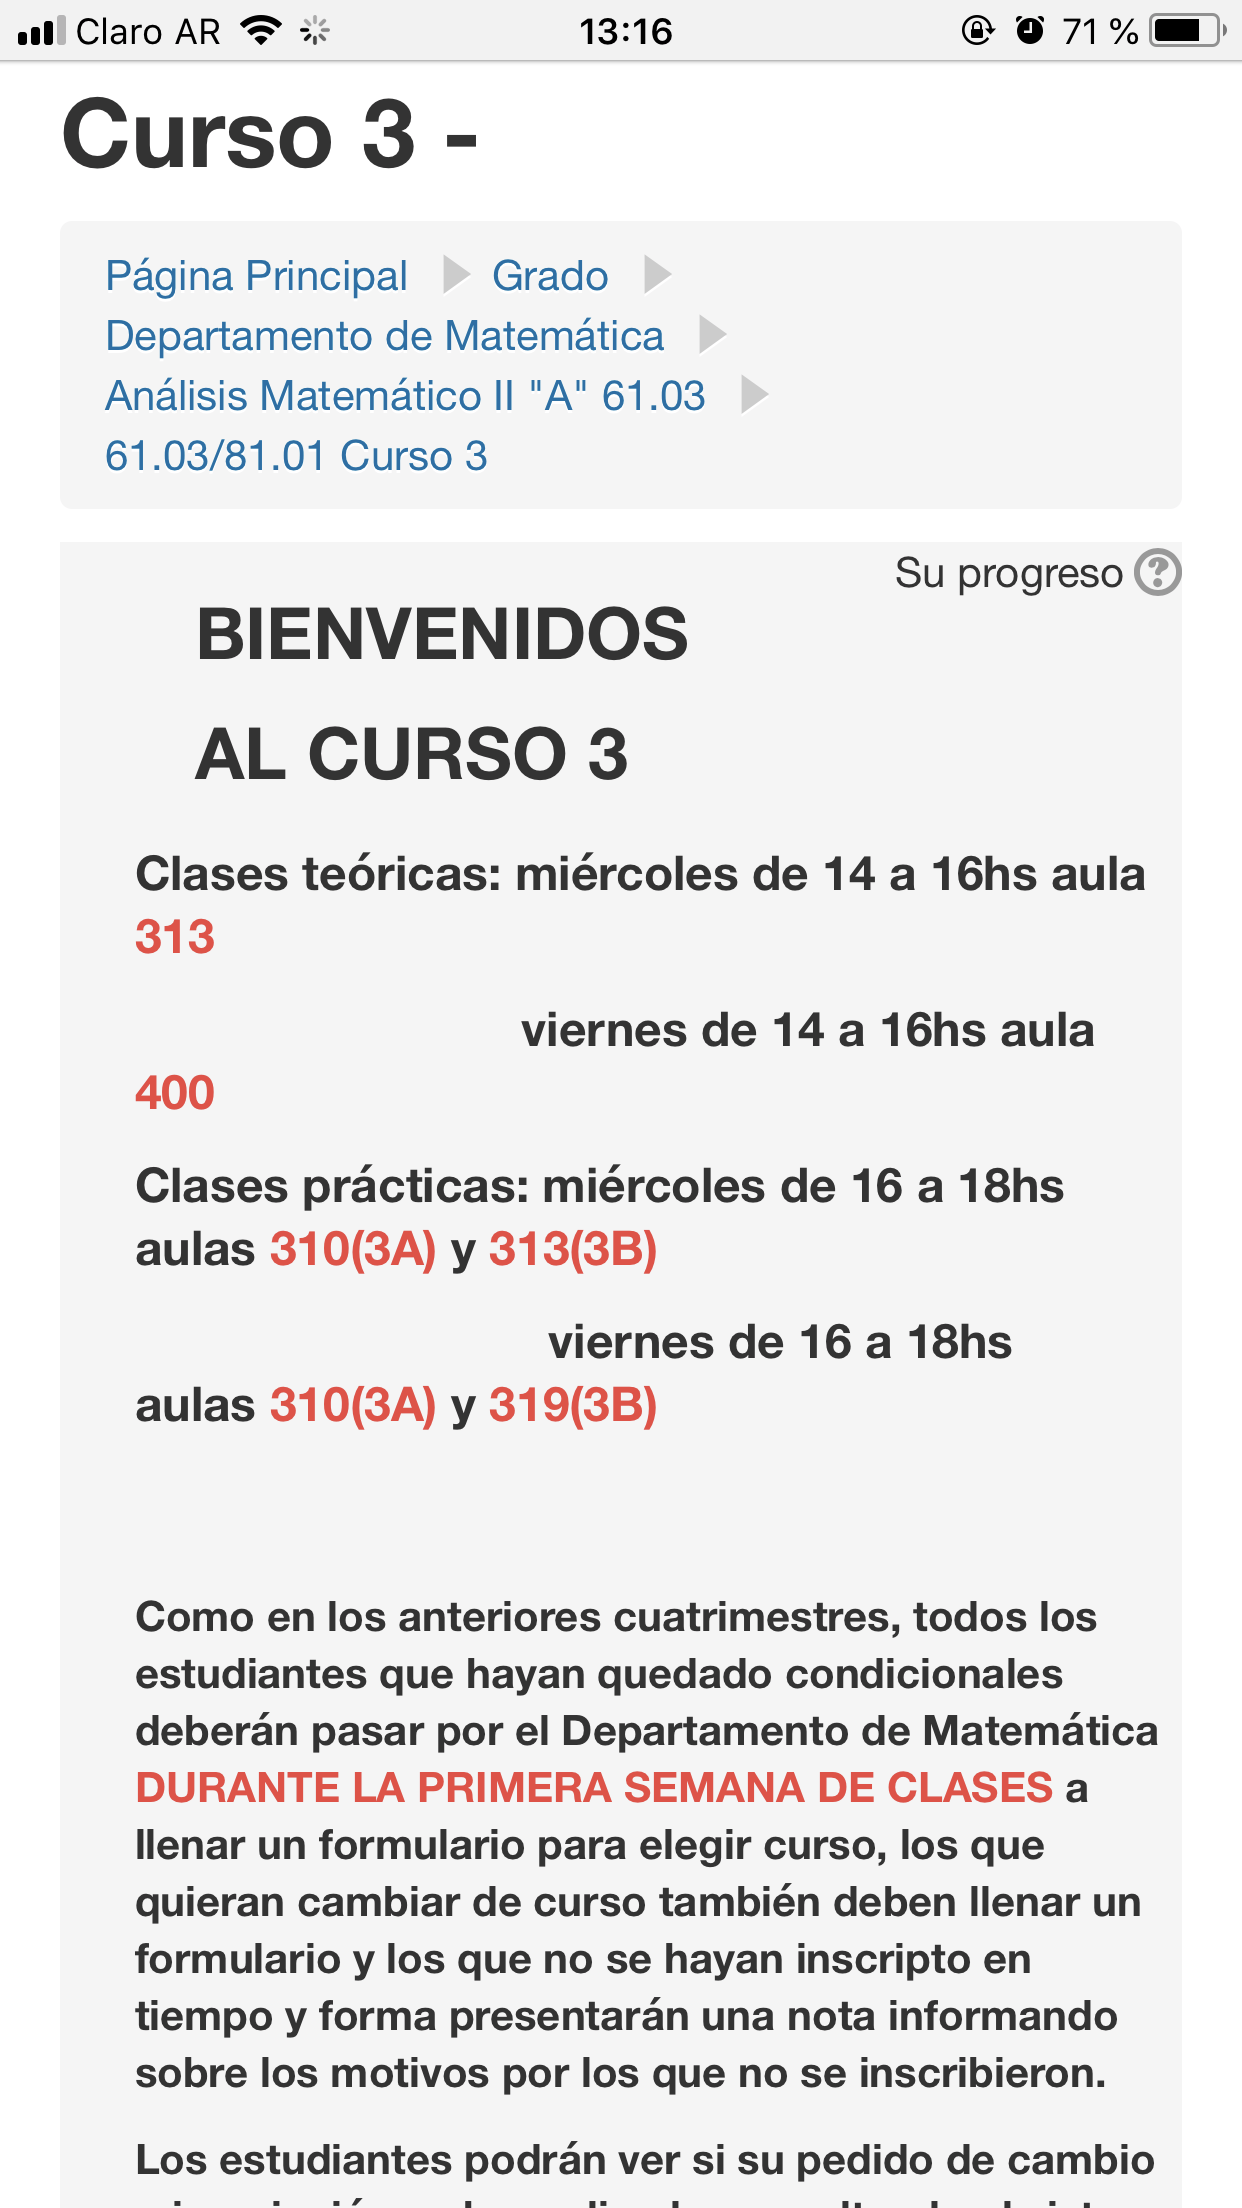 Claro AR 13:16 71 %
Curso 3 -
Página Principal Grado
Departamento de Matemática
Análisis Matemático II "A" 61.03
61.03/81.01 Curso 3
Su progreso
BIENVENIDOS
AL CURSO 3
Clases teóricas: miércoles de 14 a 16hs aula
313
viernes de 14 a 16hs aula
400
Clases prácticas: miércoles de 16 a 18hs
aulas 310(3A) y 313(3B)
viernes de 16 a 18hs
aulas 310(3A) y 319(3B)
Como en los anteriores cuatrimestres, todos los
estudiantes que hayan quedado condicionales
deberán pasar por el Departamento de Matemática
DURANTE LA PRIMERA SEMANA DE CLASES a
llenar un formulario para elegir curso, los que
quieran cambiar de curso también deben llenar un
formulario y los que no se hayan inscripto en
tiempo y forma presentarán una nota informando
sobre los motivos por los que no se inscribieron.
Los estudiantes podrán ver si su pedido de cambio